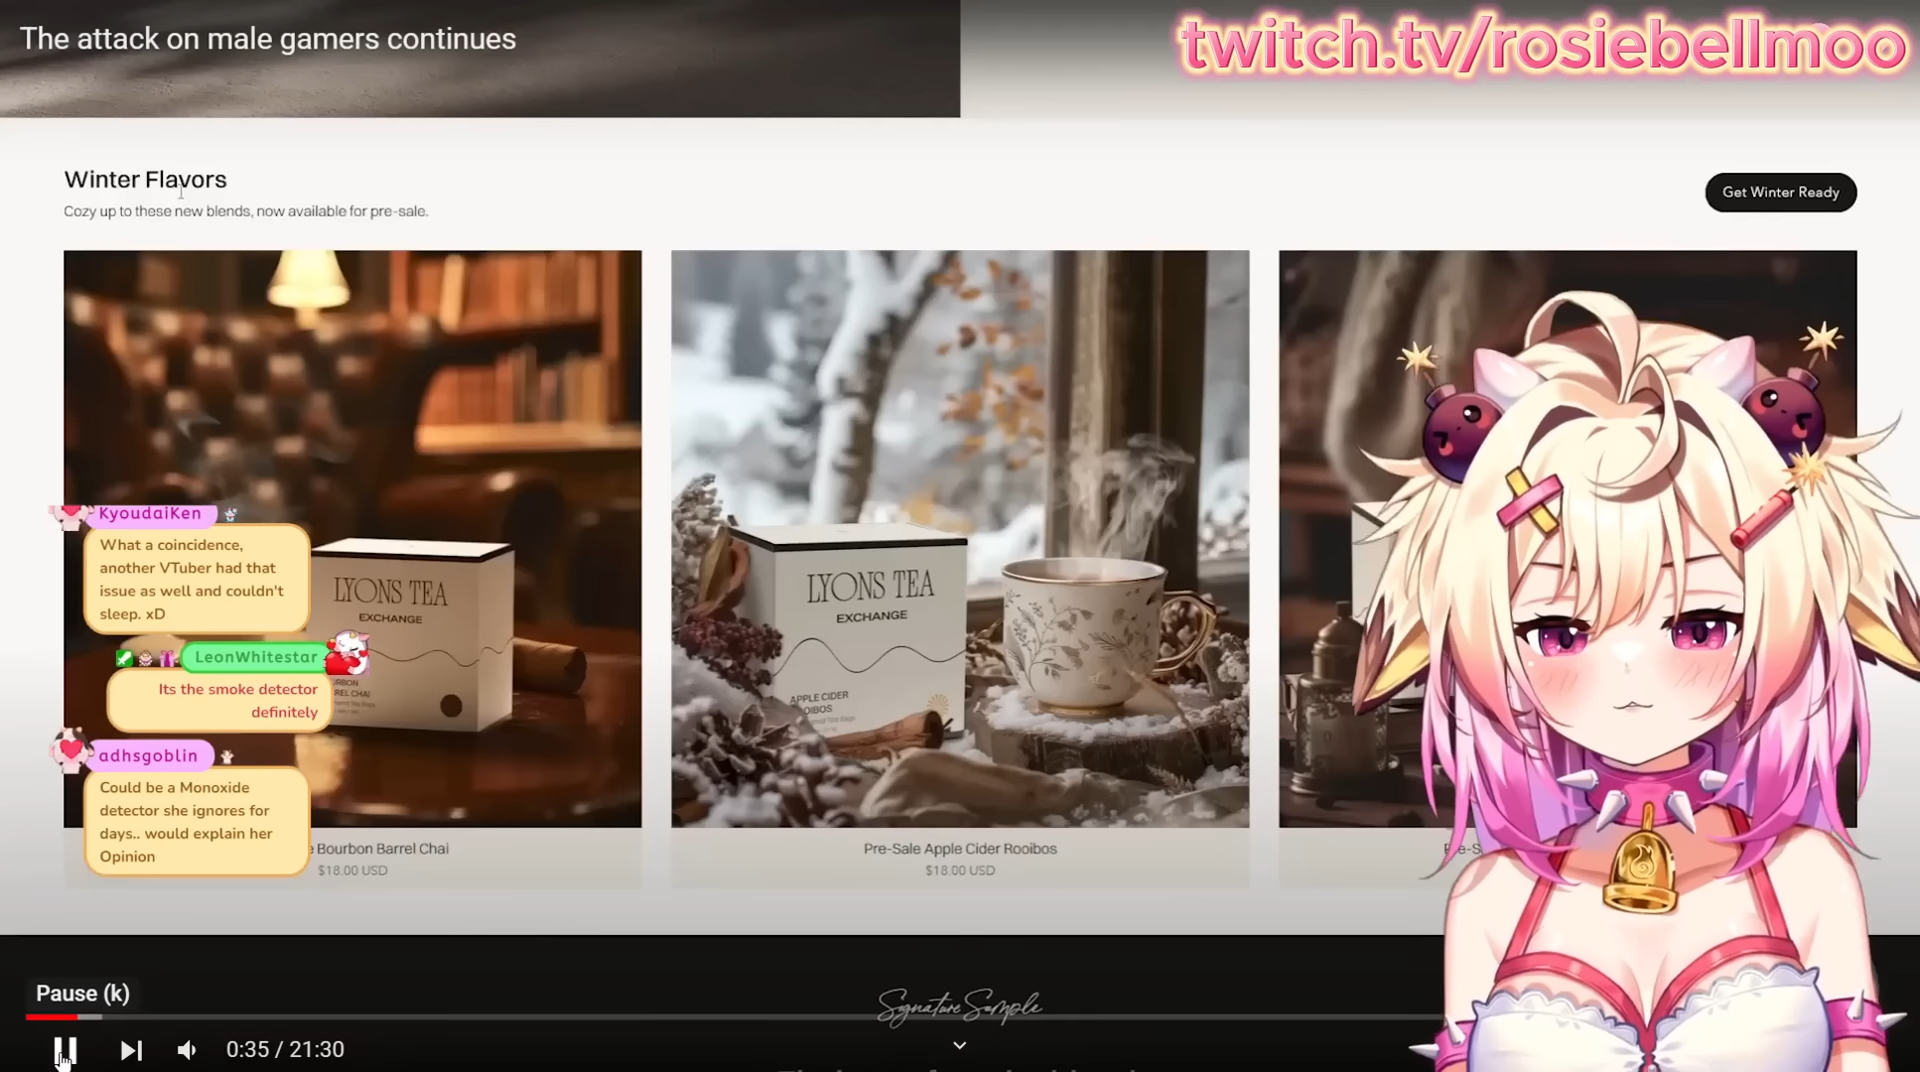 The attack on male gamers continues
twitch.tv/rosiebellmoo
Winter Flavors
Cozy up to these new blends, now available for pre-sale.
Get Winter Ready
KyoudaiKen
What a coincidence,
another VTuber had that
issue as well and couldn't
sleep. xD
LeonWhitestar
Its the smoke detector
definitely
adhsgoblin
Could be a Monoxide
detector she ignores for
days.. would explain her
Opinion
LYONS TEA
EXCHANGE
LYONS TEA
EXCHANGE
APPLE CIDER
Bourbon Barrel Chai
$18.00 USD
Pre-Sale Apple Cider Rooibos
$18.00 USD
Signature Sample
Pause (k)
0:35 / 21:30